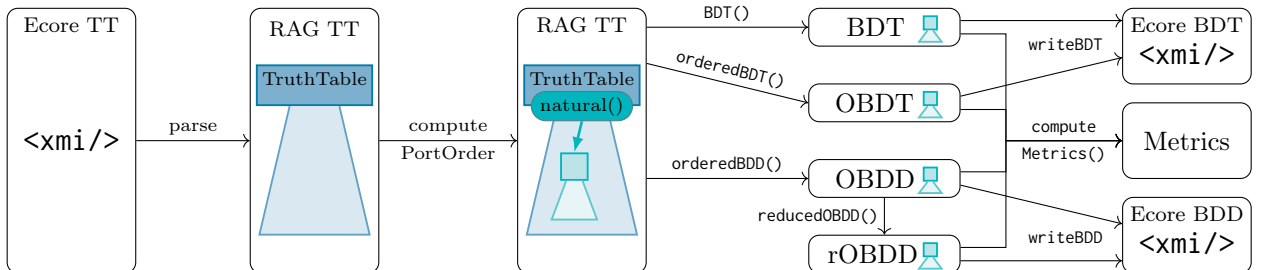 Ecore TT
<xmi/>
parse
RAG TT
TruthTable
compute
PortOrder
RAG TT
TruthTable
natural()
BDT()
orderedBDT()
orderedBDD()
BDT
OBDT
OBDD
reducedOBDD()
rOBDD
writeBDT
compute
Metrics()
writeBDD
Ecore BDT
<xmi/>
Metrics
Ecore BDD
<xmi/>